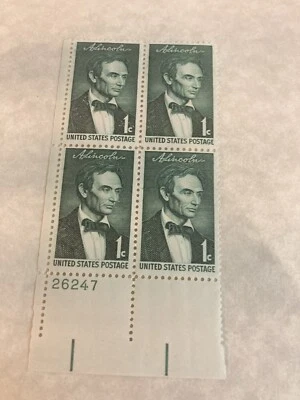 A.Lincoln A.Lincoln
1c 1c
UNITED STATES POSTAGE UNITED STATES POSTAGE
A.Lincoln A.Lincoln
1c 1c
UNITED STATES POSTAGE UNITED STATES POSTAGE
26247